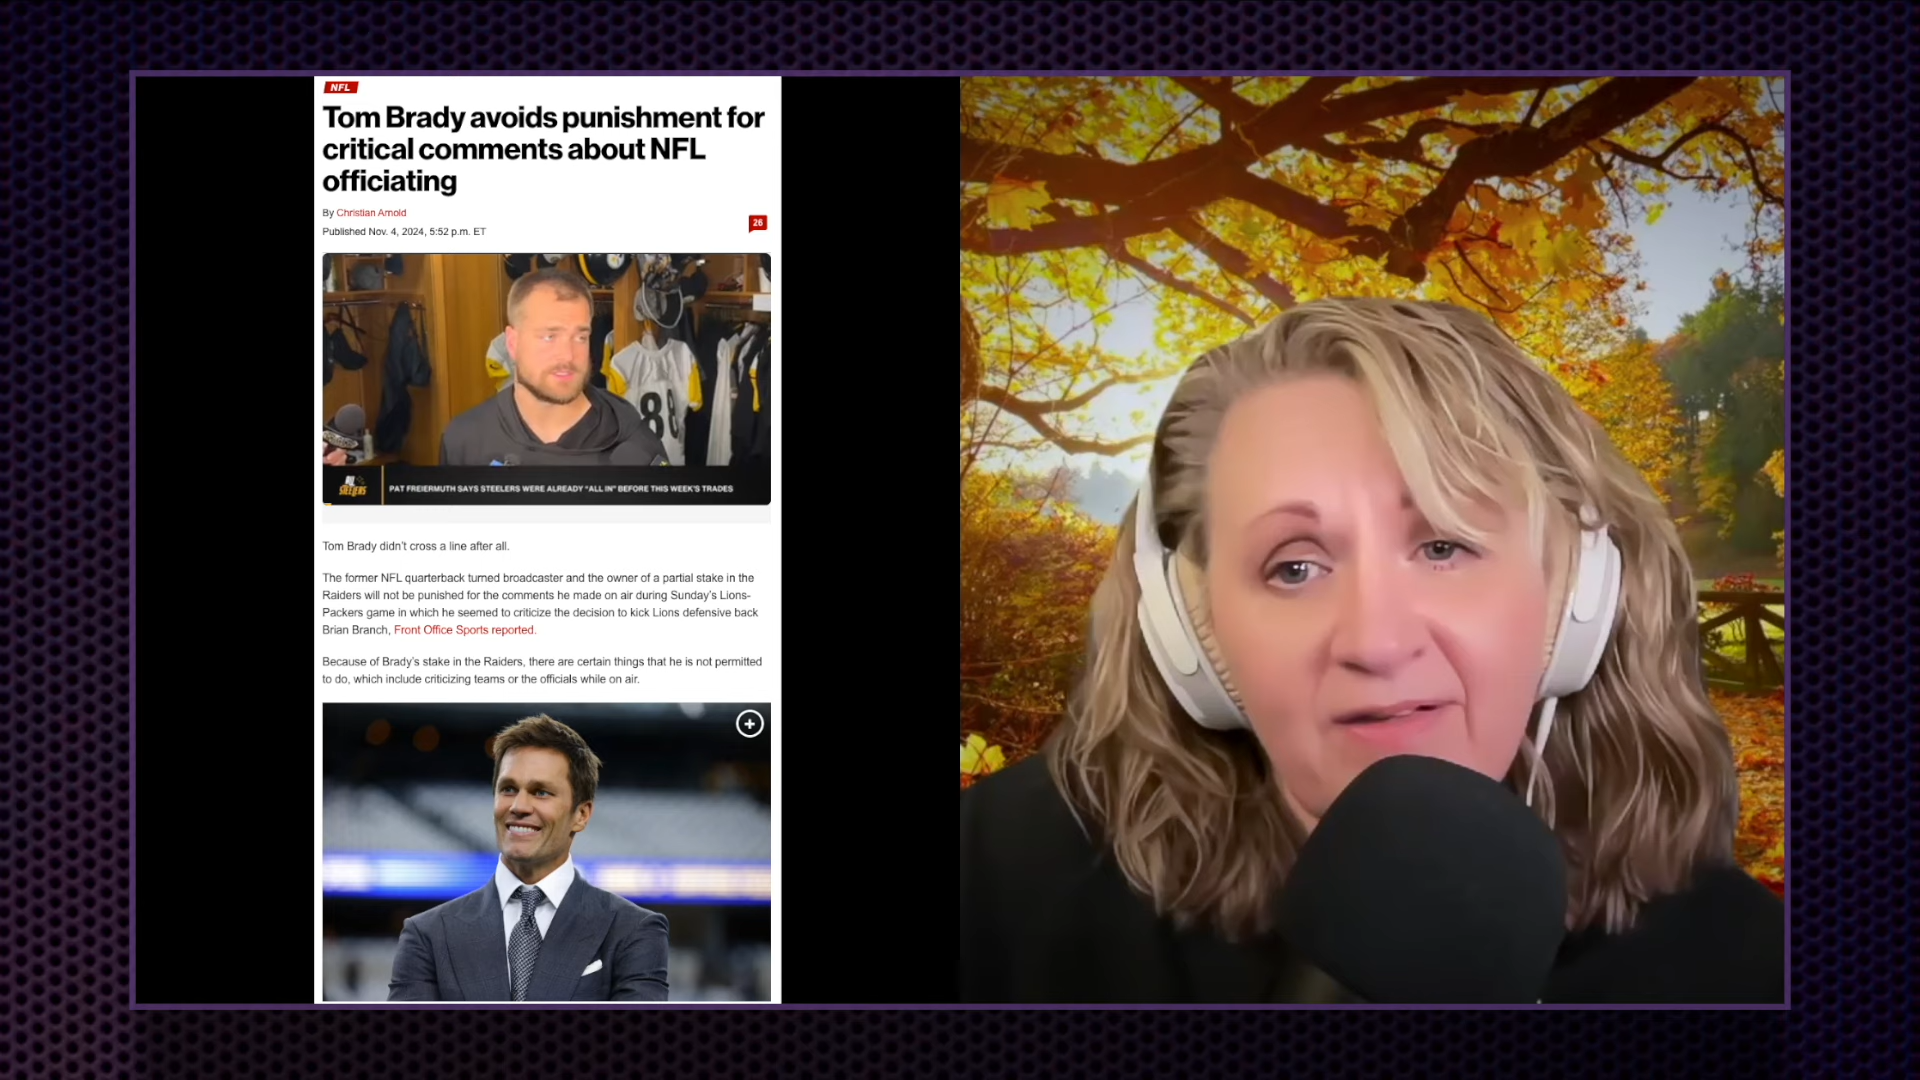 NFL
Tom Brady avoids punishment for
critical comments about NFL
officiating
By Christian Arnold
26
Published Nov. 4, 2024, 5:52 p.m. ET
88
STEELERS
PAT FREIERMUTH SAYS STEELERS WERE ALREADY "ALL IN" BEFORE THIS WEEK'S TRADES
Tom Brady didn't cross a line after all.
The former NFL quarterback turned broadcaster and the owner of a partial stake in the
Raiders will not be punished for the comments he made on air during Sunday's Lions-
Packers game in which he seemed to criticize the decision to kick Lions defensive back
Brian Branch, Front Office Sports reported.
Because of Brady's stake in the Raiders, there are certain things that he is not permitted
to do, which include criticizing teams or the officials while on air.